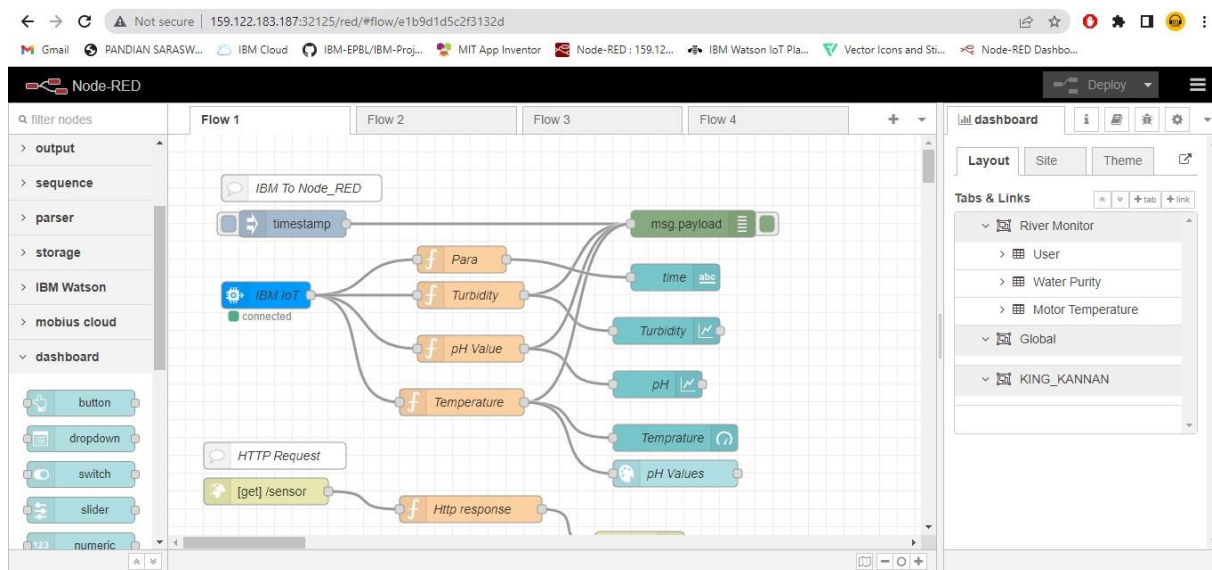 Not secure | 159.122.183.187:32125/red/#flow/e1b9d1d5c2f3132d
Gmail PANDIAN SARASW... IBM Cloud IBM-EPBL/IBM-Proj... MIT App Inventor Node-RED : 159.12... IBM Watson IoT Pla... Vector Icons and Sti... Node-RED Dashbo...
Node-RED Deploy
filter nodes Flow 1 Flow 2 Flow 3 Flow 4 dashboard
output
sequence
parser
storage
IBM Watson
mobius cloud
dashboard
button
dropdown
switch
slider
123 numeric
IBM To Node_RED
timestamp msg.payload
Para
time abc
IBM IoT
connected
Turbidity
Turbidity
pH Value
pH
Temperature
Temprature
pH Values
HTTP Request
[get] /sensor
Http response
Layout Site Theme
Tabs & Links +tab +link
River Monitor
User
Water Purity
Motor Temperature
Global
KING_KANNAN